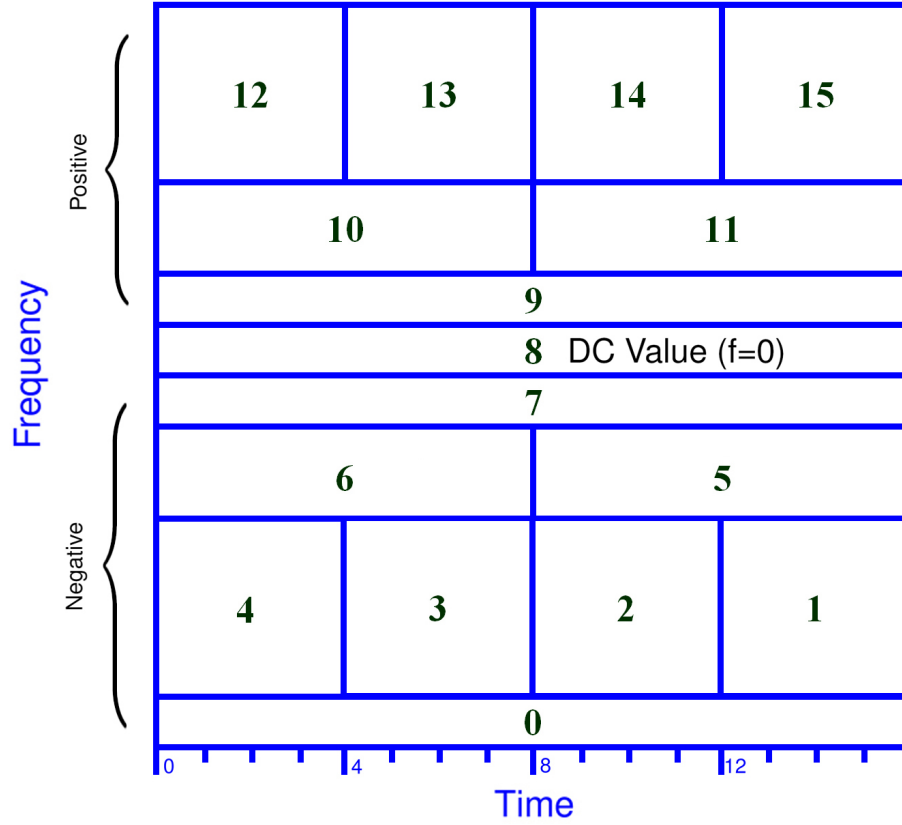 12 13 14 15
Positive
10 11
9
Frequency
8 DC Value (f=0)
7
6 5
Negative
4 3 2 1
0
0 4 8 12
Time